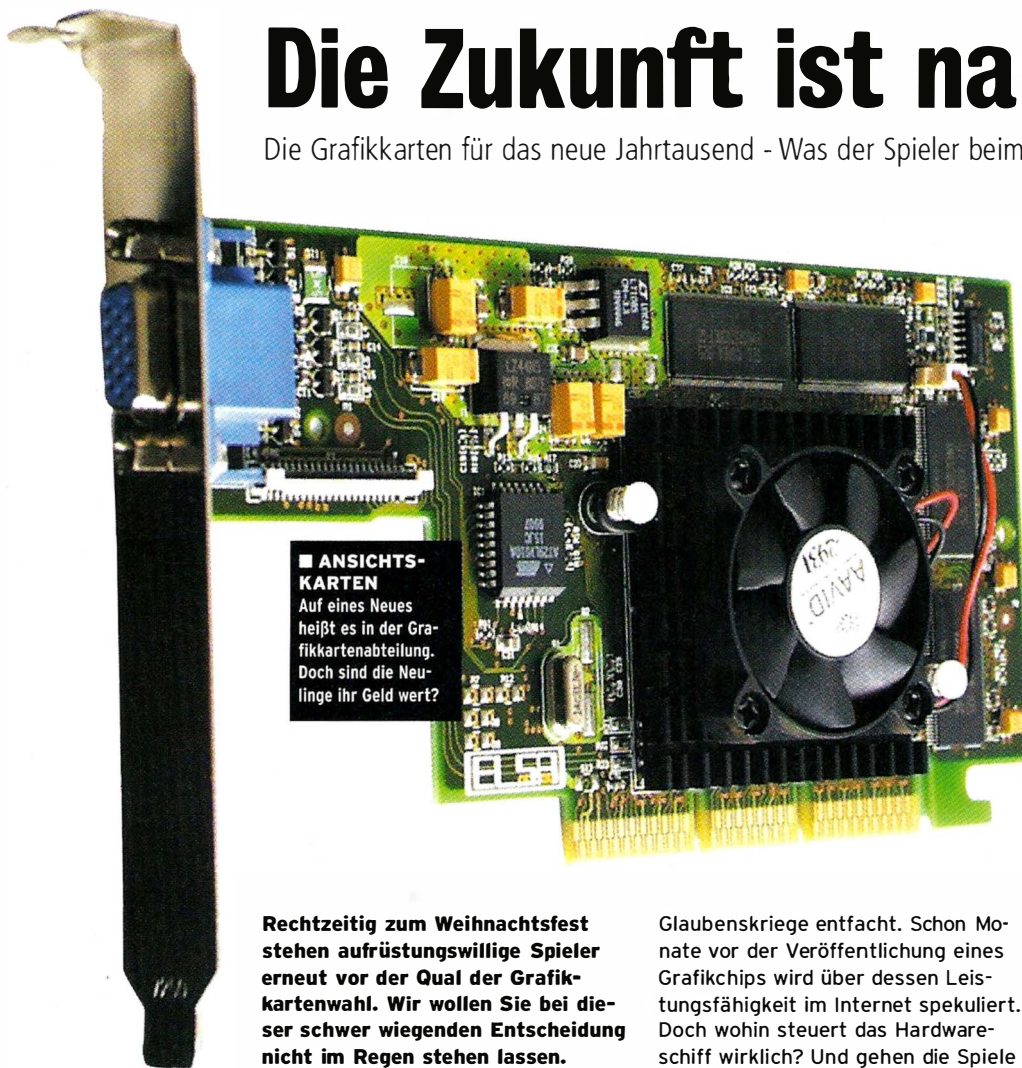 Die Zukunft ist na
Die Grafikkarten für das neue Jahrtausend - Was der Spieler beim
■ ANSICHTS-
KARTEN
Auf eines Neues
heißt es in der Gra-
fikkartenabteilung.
Doch sind die Neu-
linge ihr Geld wert?
AAVID
ELSA
Rechtzeitig zum Weihnachtsfest
stehen aufrüstungswillige Spieler
erneut vor der Qual der Grafik-
kartenwahl. Wir wollen Sie bei die-
ser schwer wiegenden Entscheidung
nicht im Regen stehen lassen.
Glaubenskriege entfacht. Schon Mo-
nate vor der Veröffentlichung eines
Grafikchips wird über dessen Leis-
tungsfähigkeit im Internet spekuliert.
Doch wohin steuert das Hardware-
schiff wirklich? Und gehen die Spiele